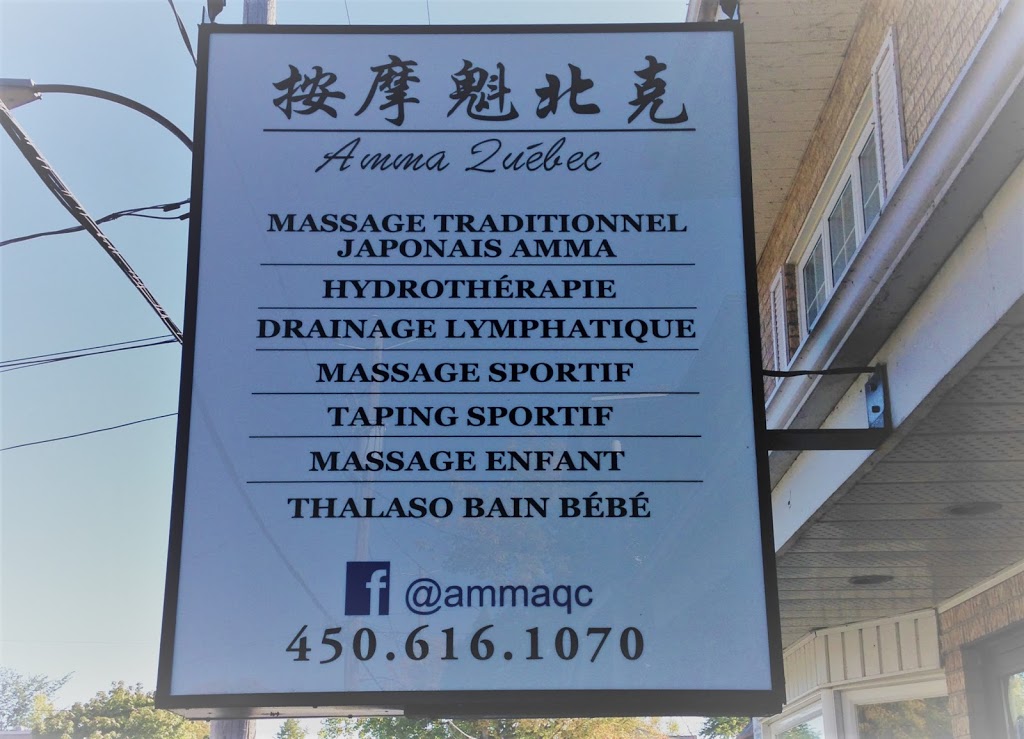 按摩魁北克
Amma Québec
MASSAGE TRADITIONNEL
JAPONAIS AMMA
HYDROTHÉRAPIE
DRAINAGE LYMPHATIQUE
MASSAGE SPORTIF
TAPING SPORTIF
MASSAGE ENFANT
THALASO BAIN BÉBÉ
f @ammaqc
450.616.1070